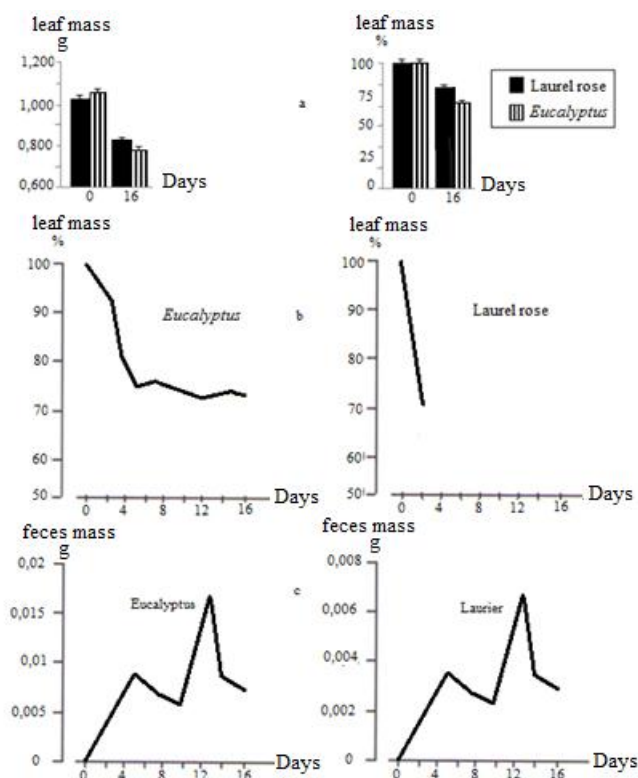 leaf mass
g
1,200
1,000
0,800
0,600
0 16 Days
a
leaf mass
%
100
75
50
25
0
0 16 Days
Laurel rose
Eucalyptus
leaf mass
%
100
90
80
70
60
50
0 4 8 12 16 Days
Eucalyptus
b
leaf mass
%
100
90
80
70
60
50
0 4 8 12 16 Days
Laurel rose
feces mass
g
0,02
0,015
0,01
0,005
0
0 4 8 12 16 Days
Eucalyptus
c
feces mass
g
0,008
0,006
0,004
0,002
0
0 4 8 12 16 Days
Laurier